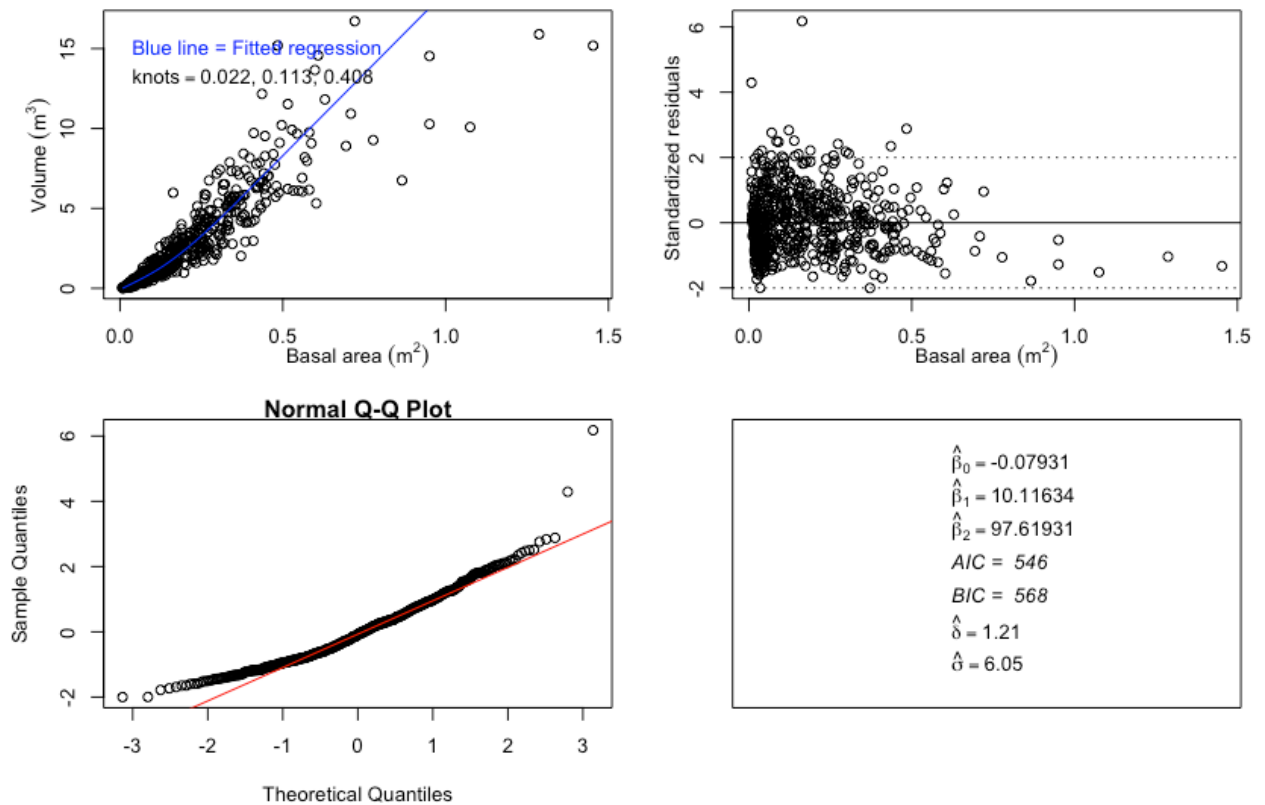 Blue line = Fitted regression
knots = 0.022, 0.113, 0.408
Volume (m³)
15
10
5
0
0.0 0.5 1.0 1.5
Basal area (m²)
Standardized residuals
6
4
2
0
-2
0.0 0.5 1.0 1.5
Basal area (m²)
Normal Q-Q Plot
Sample Quantiles
6
4
2
0
-2
-3 -2 -1 0 1 2 3
Theoretical Quantiles
β̂₀ = -0.07931
β̂₁ = 10.11634
β̂₂ = 97.61931
AIC = 546
BIC = 568
δ̂ = 1.21
σ̂ = 6.05